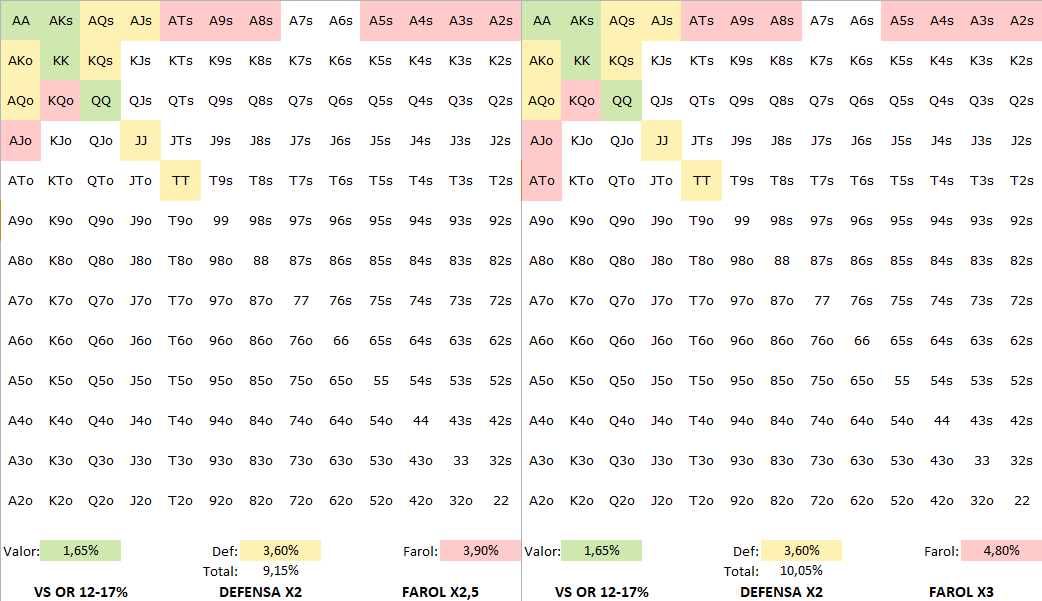 AA AKs AQs AJs ATs A9s A8s A7s A6s A5s A4s A3s A2s AA AKs AQs AJs ATs A9s A8s A7s A6s A5s A4s A3s A2s
AKo KK KQs KJs KTs K9s K8s K7s K6s K5s K4s K3s K2s AKo KK KQs KJs KTs K9s K8s K7s K6s K5s K4s K3s K2s
AQo KQo QQ QJs QTs Q9s Q8s Q7s Q6s Q5s Q4s Q3s Q2s AQo KQo QQ QJs QTs Q9s Q8s Q7s Q6s Q5s Q4s Q3s Q2s
AJo KJo QJo JJ JTs J9s J8s J7s J6s J5s J4s J3s J2s AJo KJo QJo JJ JTs J9s J8s J7s J6s J5s J4s J3s J2s
ATo KTo QTo JTo TT T9s T8s T7s T6s T5s T4s T3s T2s ATo KTo QTo JTo TT T9s T8s T7s T6s T5s T4s T3s T2s
A9o K9o Q9o J9o T9o 99 98s 97s 96s 95s 94s 93s 92s A9o K9o Q9o J9o T9o 99 98s 97s 96s 95s 94s 93s 92s
A8o K8o Q8o J8o T8o 98o 88 87s 86s 85s 84s 83s 82s A8o K8o Q8o J8o T8o 98o 88 87s 86s 85s 84s 83s 82s
A7o K7o Q7o J7o T7o 97o 87o 77 76s 75s 74s 73s 72s A7o K7o Q7o J7o T7o 97o 87o 77 76s 75s 74s 73s 72s
A6o K6o Q6o J6o T6o 96o 86o 76o 66 65s 64s 63s 62s A6o K6o Q6o J6o T6o 96o 86o 76o 66 65s 64s 63s 62s
A5o K5o Q5o J5o T5o 95o 85o 75o 65o 55 54s 53s 52s A5o K5o Q5o J5o T5o 95o 85o 75o 65o 55 54s 53s 52s
A4o K4o Q4o J4o T4o 94o 84o 74o 64o 54o 44 43s 42s A4o K4o Q4o J4o T4o 94o 84o 74o 64o 54o 44 43s 42s
A3o K3o Q3o J3o T3o 93o 83o 73o 63o 53o 43o 33 32s A3o K3o Q3o J3o T3o 93o 83o 73o 63o 53o 43o 33 32s
A2o K2o Q2o J2o T2o 92o 82o 72o 62o 52o 42o 32o 22 A2o K2o Q2o J2o T2o 92o 82o 72o 62o 52o 42o 32o 22
Valor: 1,65% Def: 3,60% Farol: 3,90% Valor: 1,65% Def: 3,60% Farol: 4,80%
Total: 9,15% Total: 10,05%
VS OR 12-17% DEFENSA X2 FAROL X2,5 VS OR 12-17% DEFENSA X2 FAROL X3